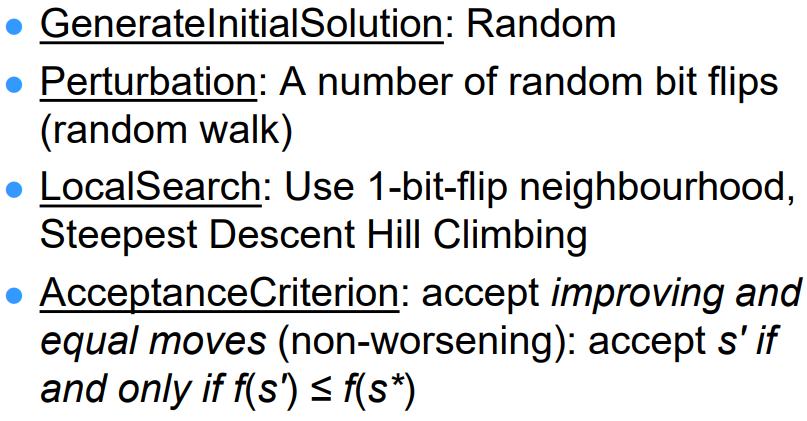 ● GenerateInitialSolution: Random
● Perturbation: A number of random bit flips
(random walk)
● LocalSearch: Use 1-bit-flip neighbourhood,
Steepest Descent Hill Climbing
● AcceptanceCriterion: accept improving and
equal moves (non-worsening): accept s' if
and only if f(s') ≤ f(s*)